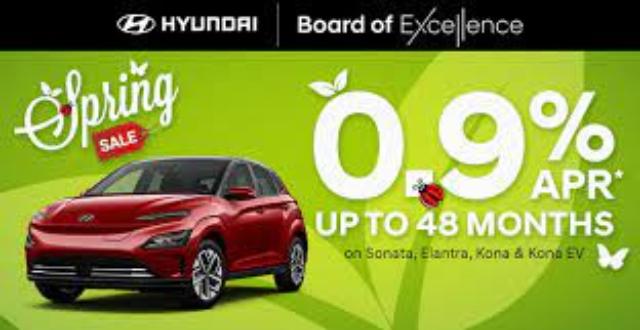 HYUNDAI
Board of Excellence
Spring
SALE
0.9%
APR*
UP TO 48 MONTHS
on Sonata, Elantra, Kona & Kona EV